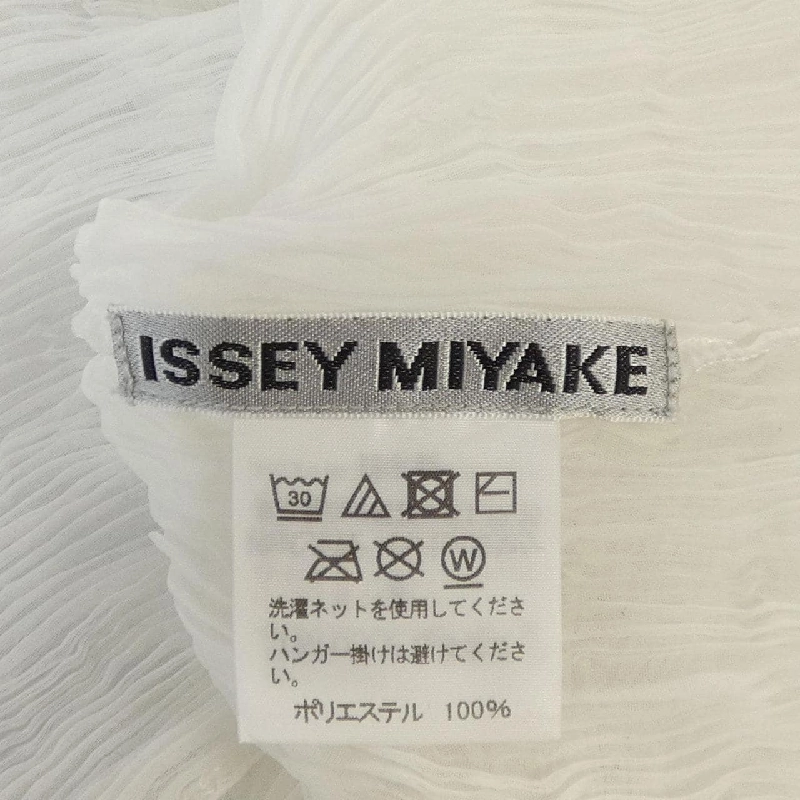 ISSEY MIYAKE
30
W
洗濯ネットを使用してくださ
い。
ハンガー掛けは避けてくださ
い。
ポリエステル 100%